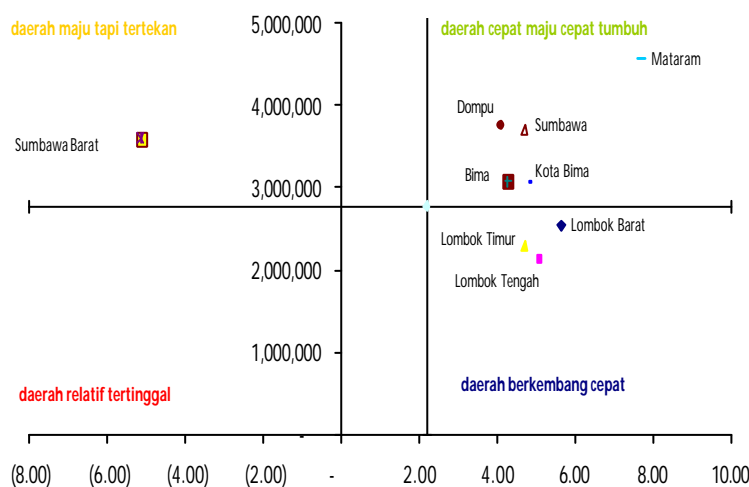 daerah maju tapi tertekan
5,000,000
daerah cepat maju cepat tumbuh
Mataram
4,000,000
Dompu
Sumbawa
Sumbawa Barat
Bima
Kota Bima
3,000,000
Lombok Barat
Lombok Timur
2,000,000
Lombok Tengah
1,000,000
daerah relatif tertinggal
daerah berkembang cepat
-
(8.00) (6.00) (4.00) (2.00) - 2.00 4.00 6.00 8.00 10.00